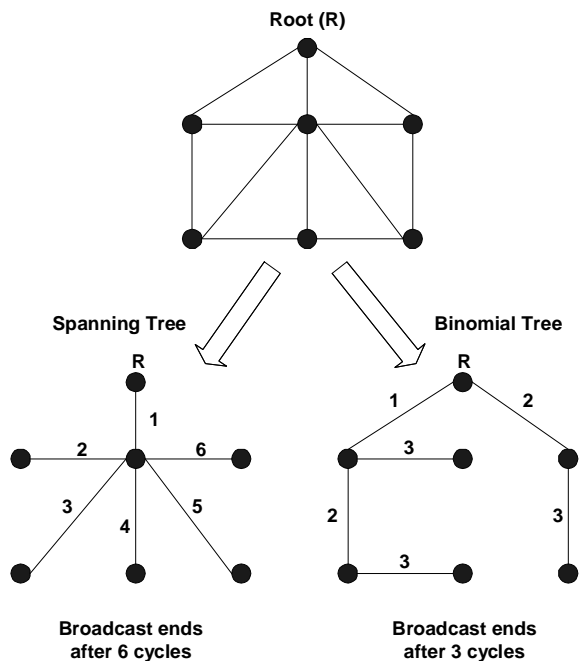 Root (R)
Spanning Tree
Binomial Tree
R
1
2
6
3
4
5
Broadcast ends
after 6 cycles
R
1
2
3
2
3
3
Broadcast ends
after 3 cycles